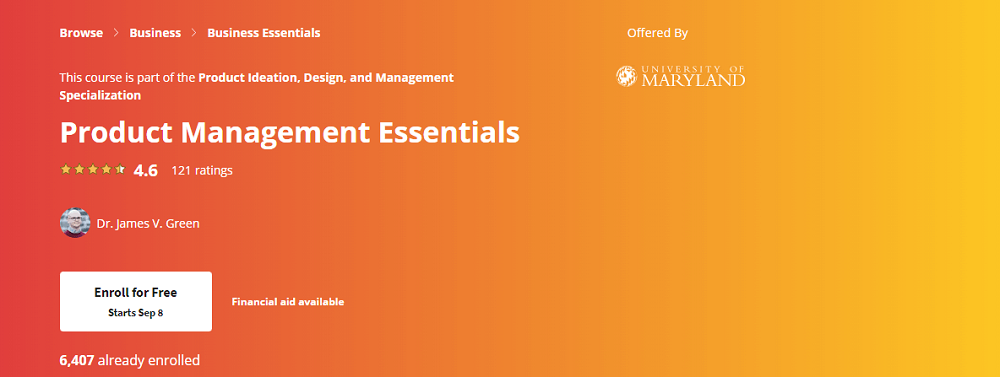 Browse > Business > Business Essentials
Offered By
This course is part of the Product Ideation, Design, and Management
Specialization
UNIVERSITY OF
MARYLAND
Product Management Essentials
4.6 121 ratings
Dr. James V. Green
Enroll for Free
Starts Sep 8
Financial aid available
6,407 already enrolled